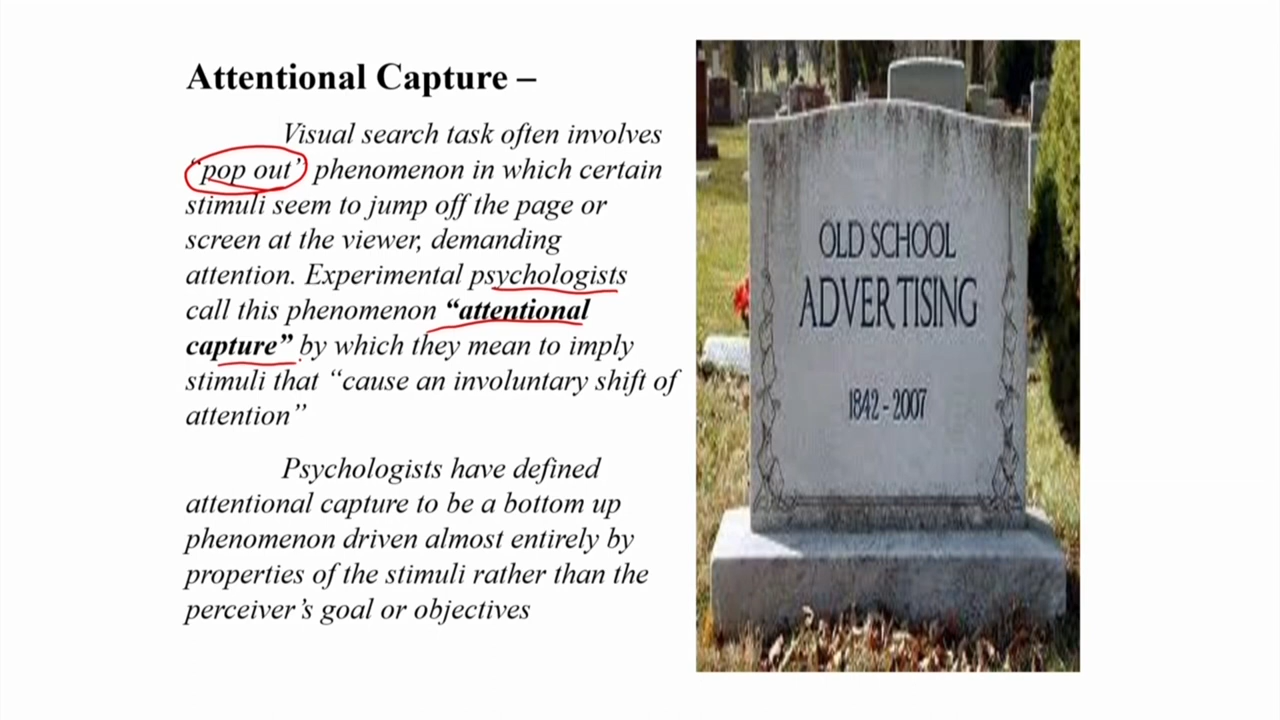 Attentional Capture –
Visual search task often involves
“pop out” phenomenon in which certain
stimuli seem to jump off the page or
screen at the viewer, demanding
attention. Experimental psychologists
call this phenomenon “attentional
capture” by which they mean to imply
stimuli that “cause an involuntary shift of
attention”
Psychologists have defined
attentional capture to be a bottom up
phenomenon driven almost entirely by
properties of the stimuli rather than the
perceiver’s goal or objectives
OLD SCHOOL
ADVERTISING
1842 - 2007